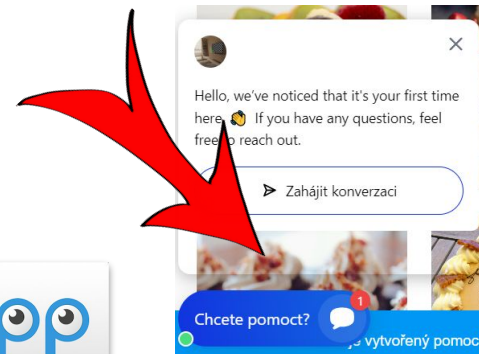 Hello, we've noticed that it's your first time
here, 👏 If you have any questions, feel
free to reach out.
Zahájit konverzaci
1
Chcete pomoct?
vytvořený pomoc